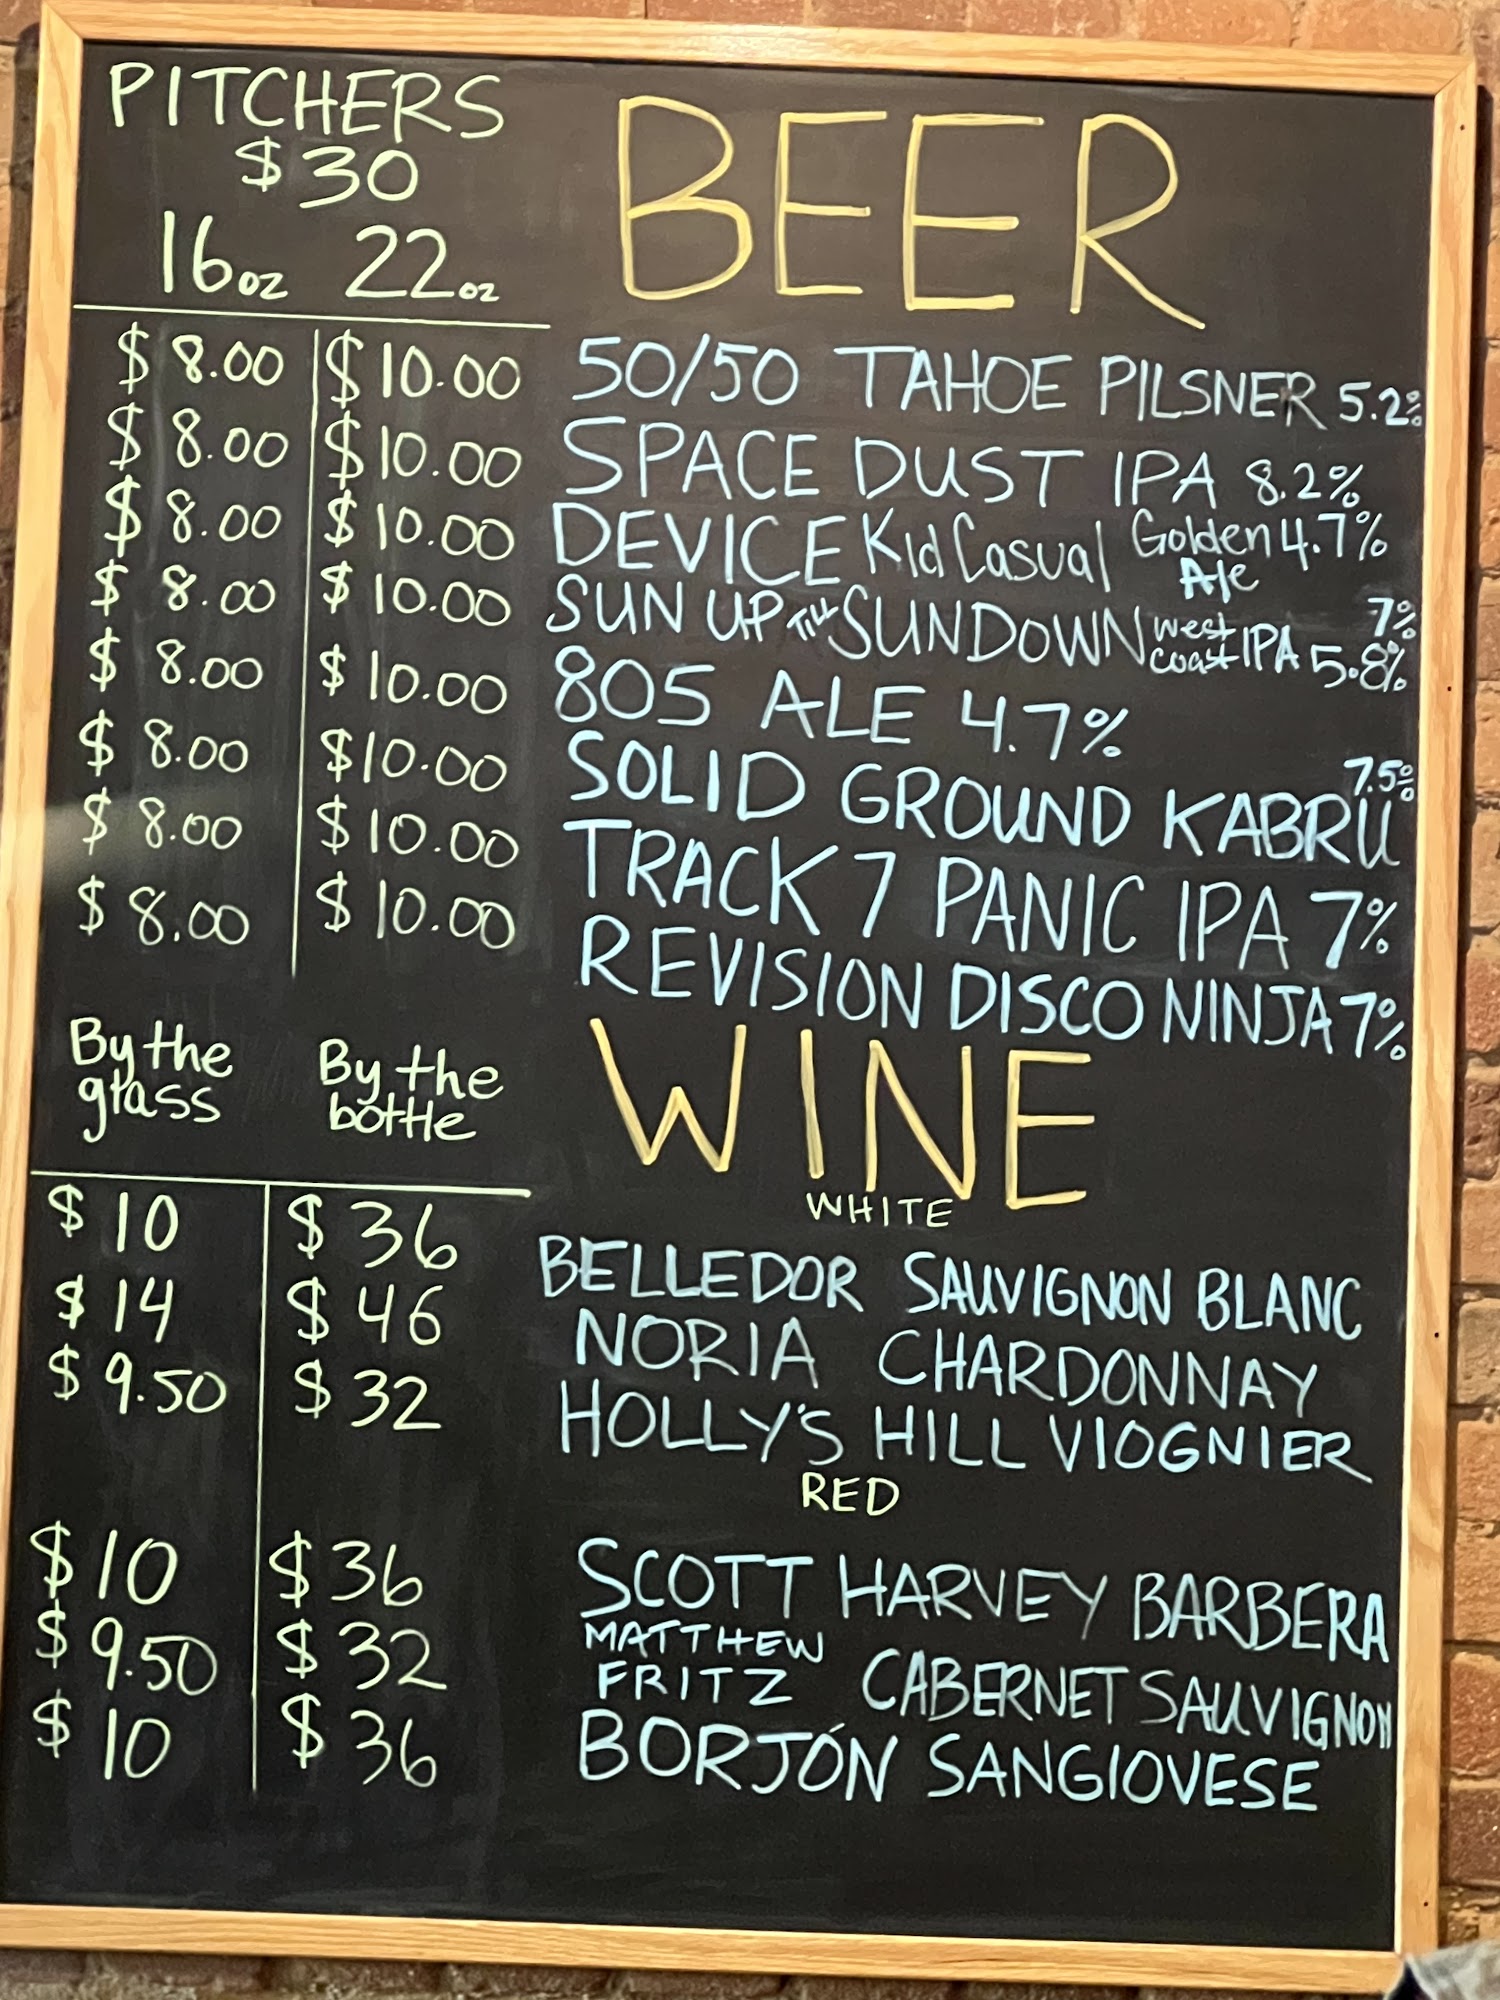 PITCHERS
$30
16oz 22oz
BEER
$8.00 $10.00 50/50 TAHOE PILSNER 5.2%
$8.00 $10.00 SPACE DUST IPA 8.2%
$8.00 $10.00 DEVICE Kid Casual Golden Ale 4.7%
$8.00 $10.00 SUN UP TILL SUNDOWN West Coast IPA 7% 5.8%
$8.00 $10.00 805 ALE 4.7%
$8.00 $10.00 SOLID GROUND KABRU 7.5%
$8.00 $10.00 TRACK 7 PANIC IPA 7%
$8.00 $10.00 REVISION DISCO NINJA 7%
By the glass
By the bottle
WINE
WHITE
$10 $36 BELLEDOR SAUVIGNON BLANC
$14 $46 NORIA CHARDONNAY
$9.50 $32 HOLLY'S HILL VIOGNIER
RED
$10 $36 SCOTT HARVEY BARBERA
$9.50 $32 MATTHEW FRITZ CABERNET SAUVIGNON
$10 $36 BORJÓN SANGIOVESE